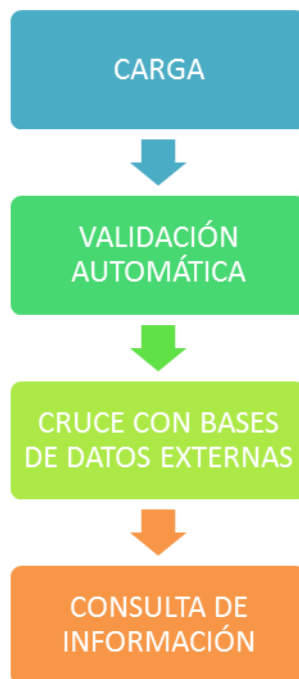 CARGA
VALIDACIÓN
AUTOMÁTICA
CRUCE CON BASES
DE DATOS EXTERNAS
CONSULTA DE
INFORMACIÓN